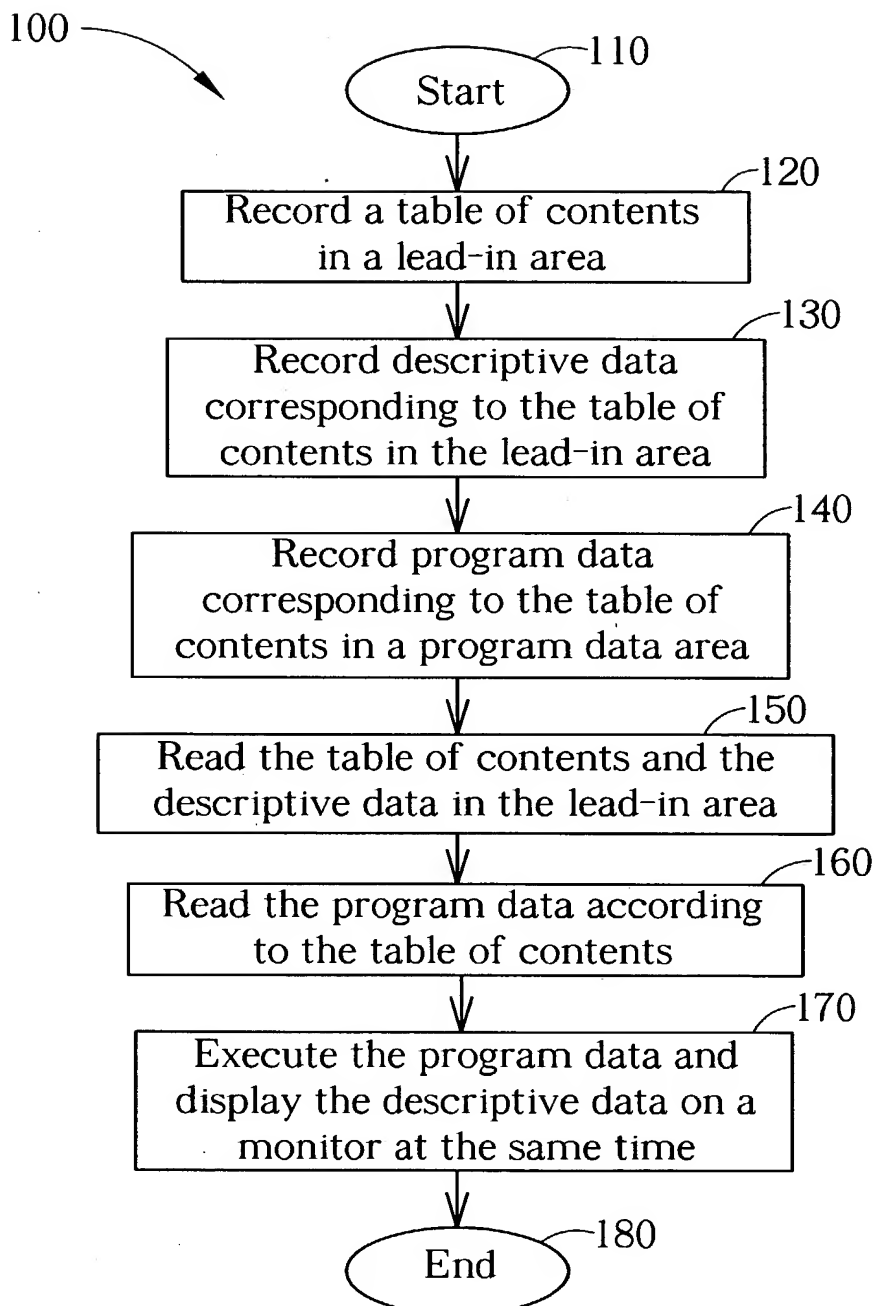 100
110
Start
120
Record a table of contents
in a lead-in area
130
Record descriptive data
corresponding to the table of
contents in the lead-in area
140
Record program data
corresponding to the table of
contents in a program data area
150
Read the table of contents and the
descriptive data in the lead-in area
160
Read the program data according
to the table of contents
170
Execute the program data and
display the descriptive data on a
monitor at the same time
180
End